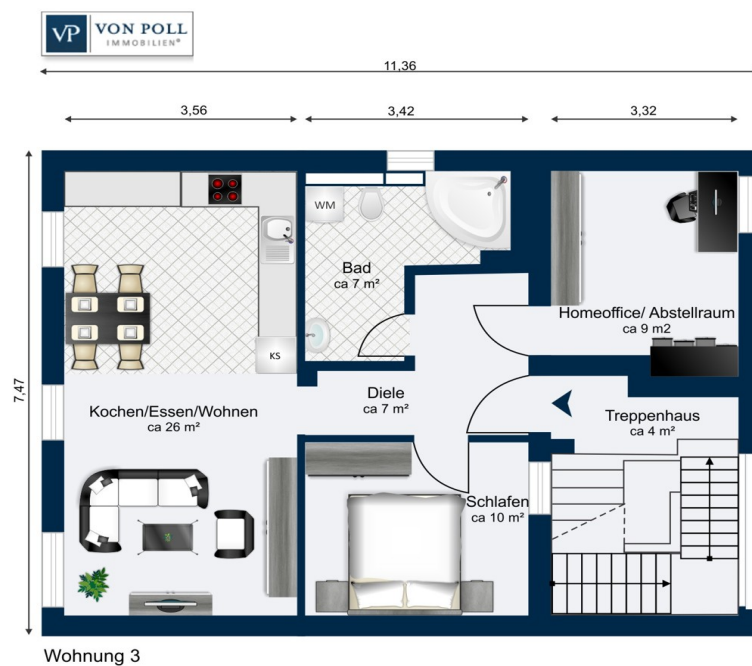 VP VON POLL
IMMOBILIEN®
11,36
3,56
3,42
3,32
7,47
WM
Bad
ca 7 m²
Homeoffice/ Abstellraum
ca 9 m2
KS
Diele
ca 7 m²
Kochen/Essen/Wohnen
ca 26 m²
Treppenhaus
ca 4 m²
Schlafen
ca 10 m²
Wohnung 3